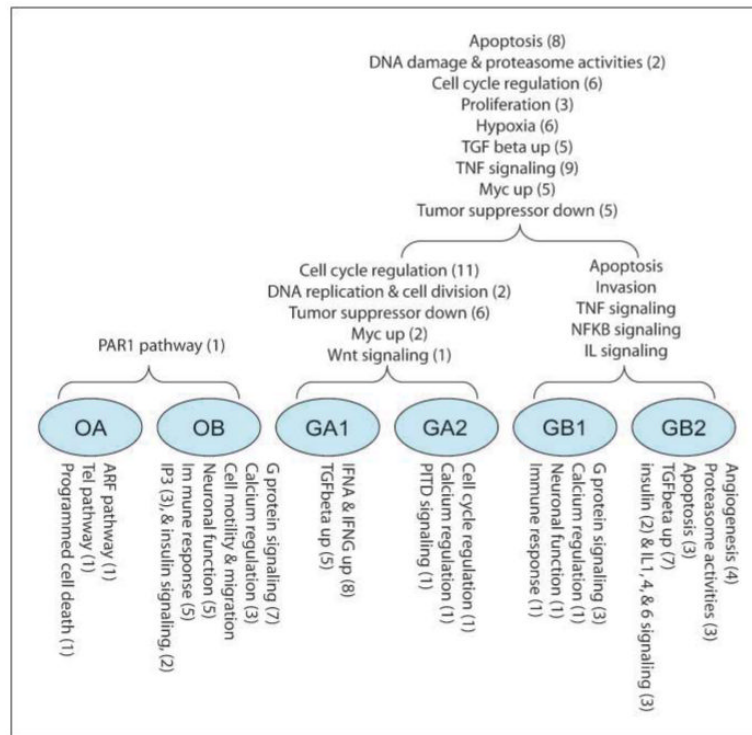 Apoptosis (8)
DNA damage & proteasome activities (2)
Cell cycle regulation (6)
Proliferation (3)
Hypoxia (6)
TGF beta up (5)
TNF signaling (9)
Myc up (5)
Tumor suppressor down (5)
Cell cycle regulation (11)
DNA replication & cell division (2)
Tumor suppressor down (6)
Myc up (2)
Wnt signaling (1)
Apoptosis
Invasion
TNF signaling
NFKB signaling
IL signaling
PAR1 pathway (1)
OA
OB
GA1
GA2
GB1
GB2
ARF pathway (1)
Tel pathway (1)
Programmed cell death (1)
G protein signaling (7)
Calcium regulation (3)
Cell motility & migration
Neuronal function (5)
Im mune response (5)
IP3 (3), & insulin signaling, (2)
IFNA & IFNG up (8)
TGFbeta up (5)
Cell cycle regulation (1)
Calcium regulation (1)
PITD signaling (1)
G protein signaling (3)
Calcium regulation (1)
Neuronal function (1)
Immune response (1)
Angiogenesis (4)
Proteasome activities (3)
Apoptosis (3)
TGFbeta up (7)
insulin (2) & IL1, 4, & 6 signaling (3)